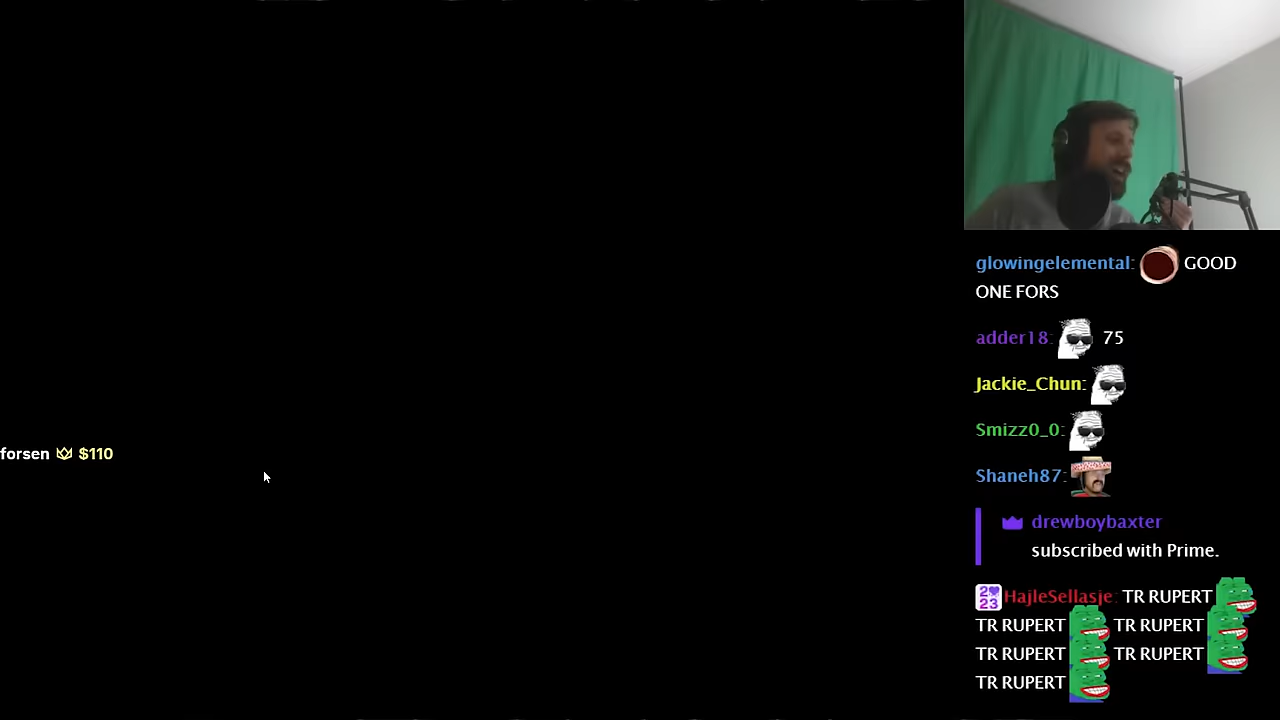 glowingelemental: GOOD
ONE FORS
adder18: 75
Jackie_Chun:
Smizz0_0:
forsen $110
Shaneh87:
drewboybaxter
subscribed with Prime.
2023 HajleSellasje: TR RUPERT
TR RUPERT TR RUPERT
TR RUPERT TR RUPERT
TR RUPERT